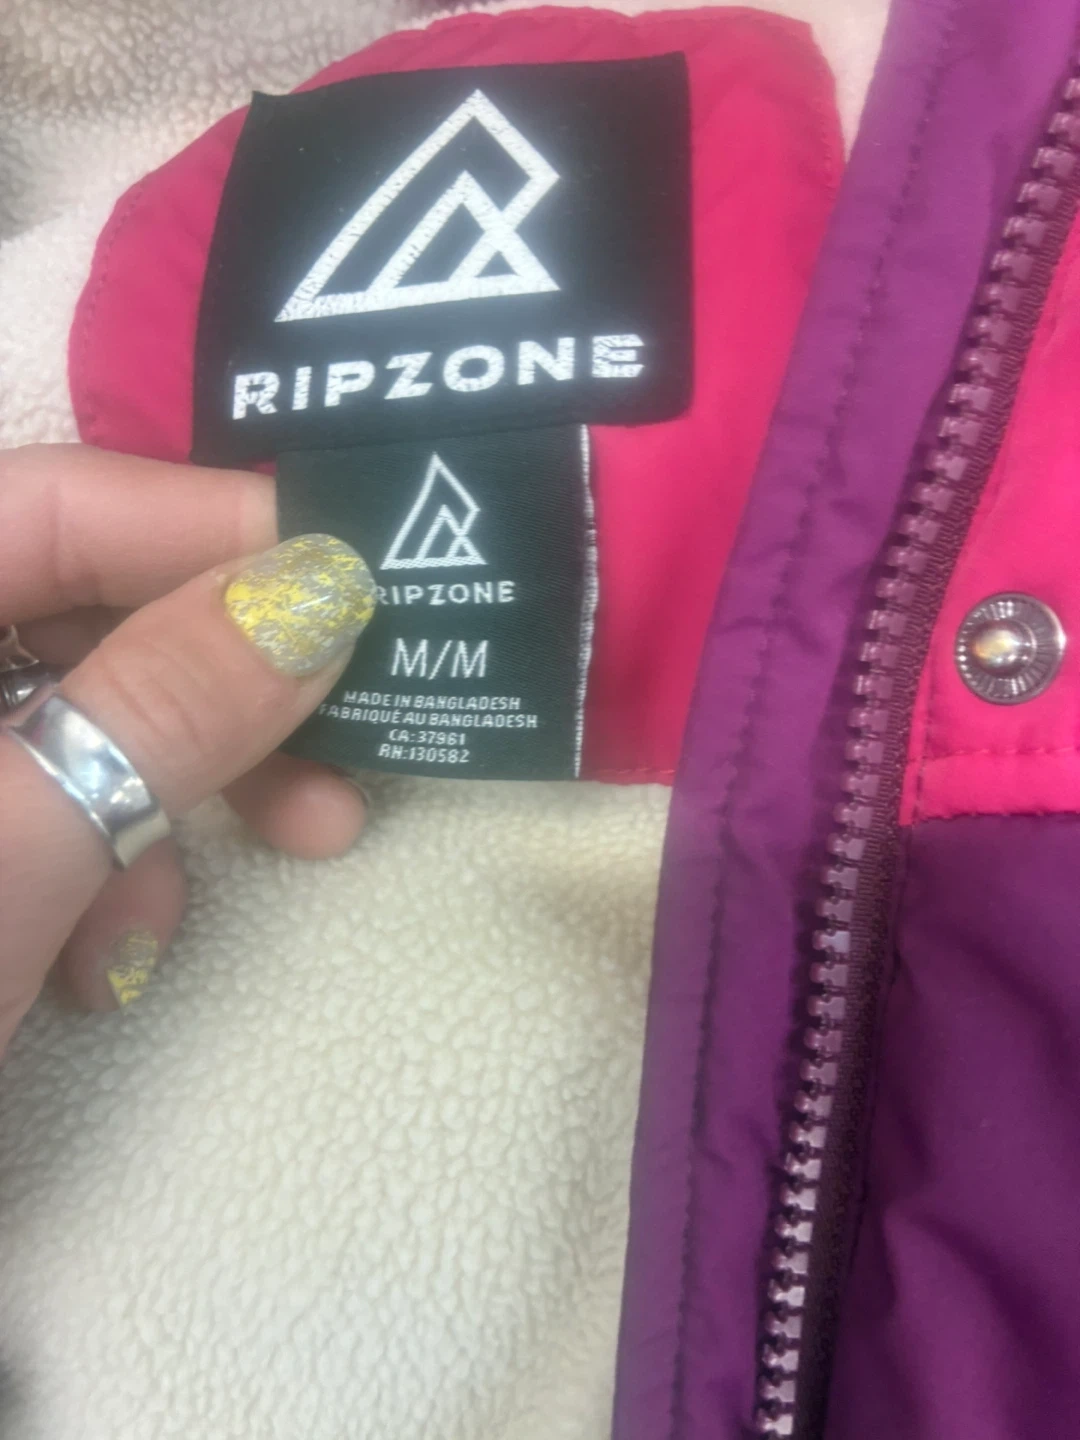 RIPZONE
RIPZONE
M/M
MADE IN BANGLADESH
FABRIQUÉ AU BANGLADESH
CA:37961
RN:130582